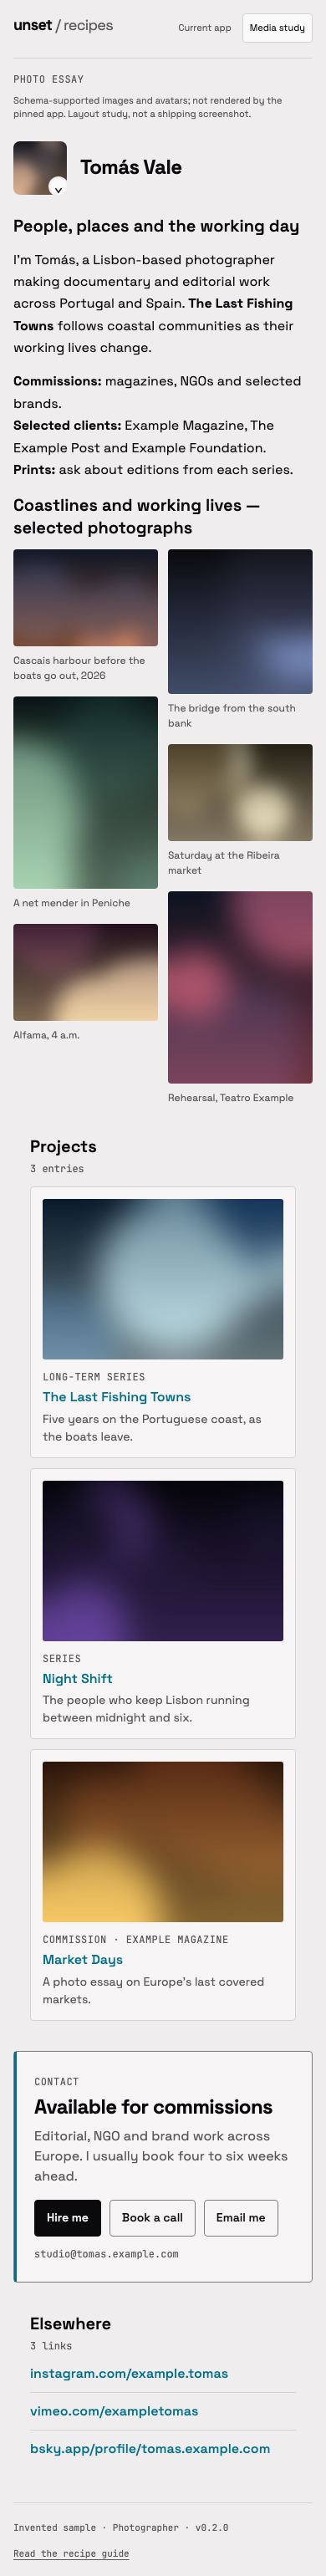 unset / recipes
Current app
Media study
PHOTO ESSAY
Schema-supported images and avatars; not rendered by the
pinned app. Layout study, not a shipping screenshot.
Tomás Vale
People, places and the working day
I'm Tomás, a Lisbon-based photographer
making documentary and editorial work
across Portugal and Spain. The Last Fishing
Towns follows coastal communities as their
working lives change.
Commissions: magazines, NGOs and selected
brands.
Selected clients: Example Magazine, The
Example Post and Example Foundation.
Prints: ask about editions from each series.
Coastlines and working lives —
selected photographs
Cascais harbour before the
boats go out, 2026
A net mender in Peniche
Alfama, 4 a.m.
The bridge from the south
bank
Saturday at the Ribeira
market
Rehearsal, Teatro Example
Projects
3 entries
LONG-TERM SERIES
The Last Fishing Towns
Five years on the Portuguese coast, as
the boats leave.
SERIES
Night Shift
The people who keep Lisbon running
between midnight and six.
COMMISSION · EXAMPLE MAGAZINE
Market Days
A photo essay on Europe's last covered
markets.
CONTACT
Available for commissions
Editorial, NGO and brand work across
Europe. I usually book four to six weeks
ahead.
Hire me
Book a call
Email me
studio@tomas.example.com
Elsewhere
3 links
instagram.com/example.tomas
vimeo.com/exampletomas
bsky.app/profile/tomas.example.com
Invented sample · Photographer · v0.2.0
Read the recipe guide